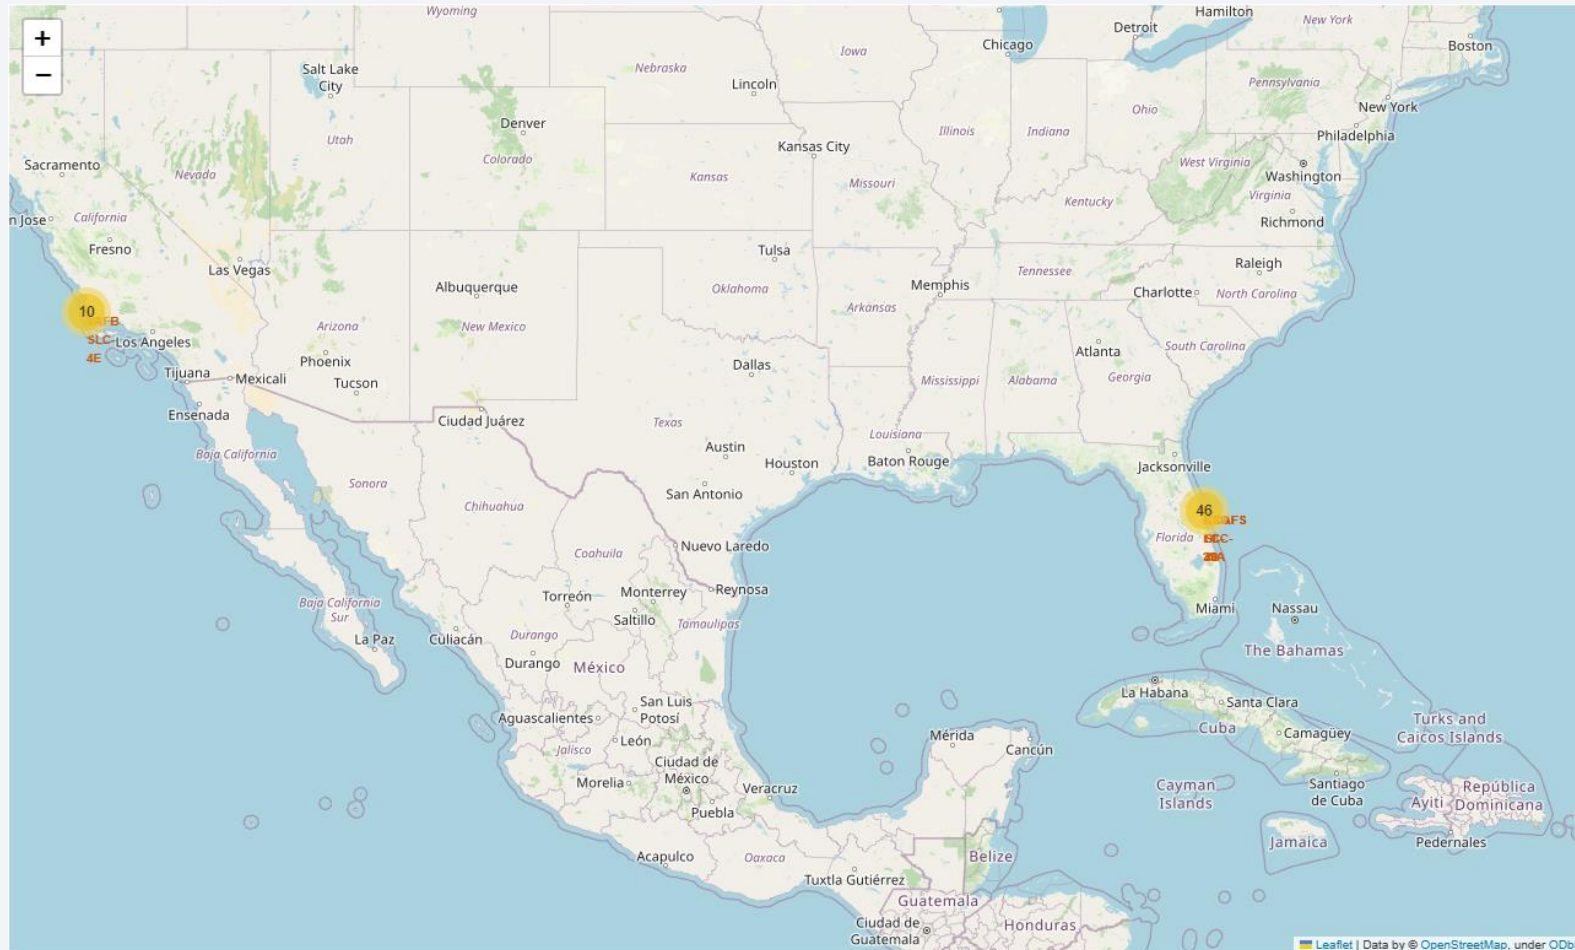 +
−
Wyoming
Hamilton
Detroit
New York
Chicago
Boston
Iowa
Salt Lake
City
Nebraska
Lincoln
Pennsylvania
New York
Ohio
Denver
Philadelphia
Illinois
Indiana
Utah
Kansas City
Sacramento
Colorado
West Virginia
Nevada
Kansas
Missouri
Washington
Virginia
Kentucky
n Jose
California
Richmond
Fresno
Tulsa
Las Vegas
Raleigh
Tennessee
Albuquerque
Oklahoma
Memphis
Charlotte
North Carolina
Arkansas
10
AFB
SLC-
4E
Arizona
New Mexico
Los Angeles
South Carolina
Atlanta
Phoenix
Dallas
Tijuana
Mexicali
Tucson
Mississippi
Alabama
Georgia
Ensenada
Ciudad Juárez
Texas
Louisiana
Baja California
Austin
Houston
Baton Rouge
Jacksonville
Sonora
San Antonio
Chihuahua
46
AFS
Florida
Coahuila
Nuevo Laredo
Torreón
Monterrey
Reynosa
Baja California
Sur
Saltillo
Tamaulipas
Miami
Nassau
La Paz
Culiacán
Durango
The Bahamas
Durango
México
La Habana
Santa Clara
San Luis
Potosí
Aguascalientes
Turks and
Caicos Islands
Cuba
Camagüey
Jalisco
León
Mérida
Cancún
Ciudad de
México
Morelia
Veracruz
Cayman
Islands
Santiago
de Cuba
República
Dominicana
Ayiti
Puebla
Jamaica
Pedernales
Acapulco
Oaxaca
Belize
Tuxtla Gutiérrez
Guatemala
Ciudad de
Guatemala
Honduras
Leaflet | Data by © OpenStreetMap, under ODb